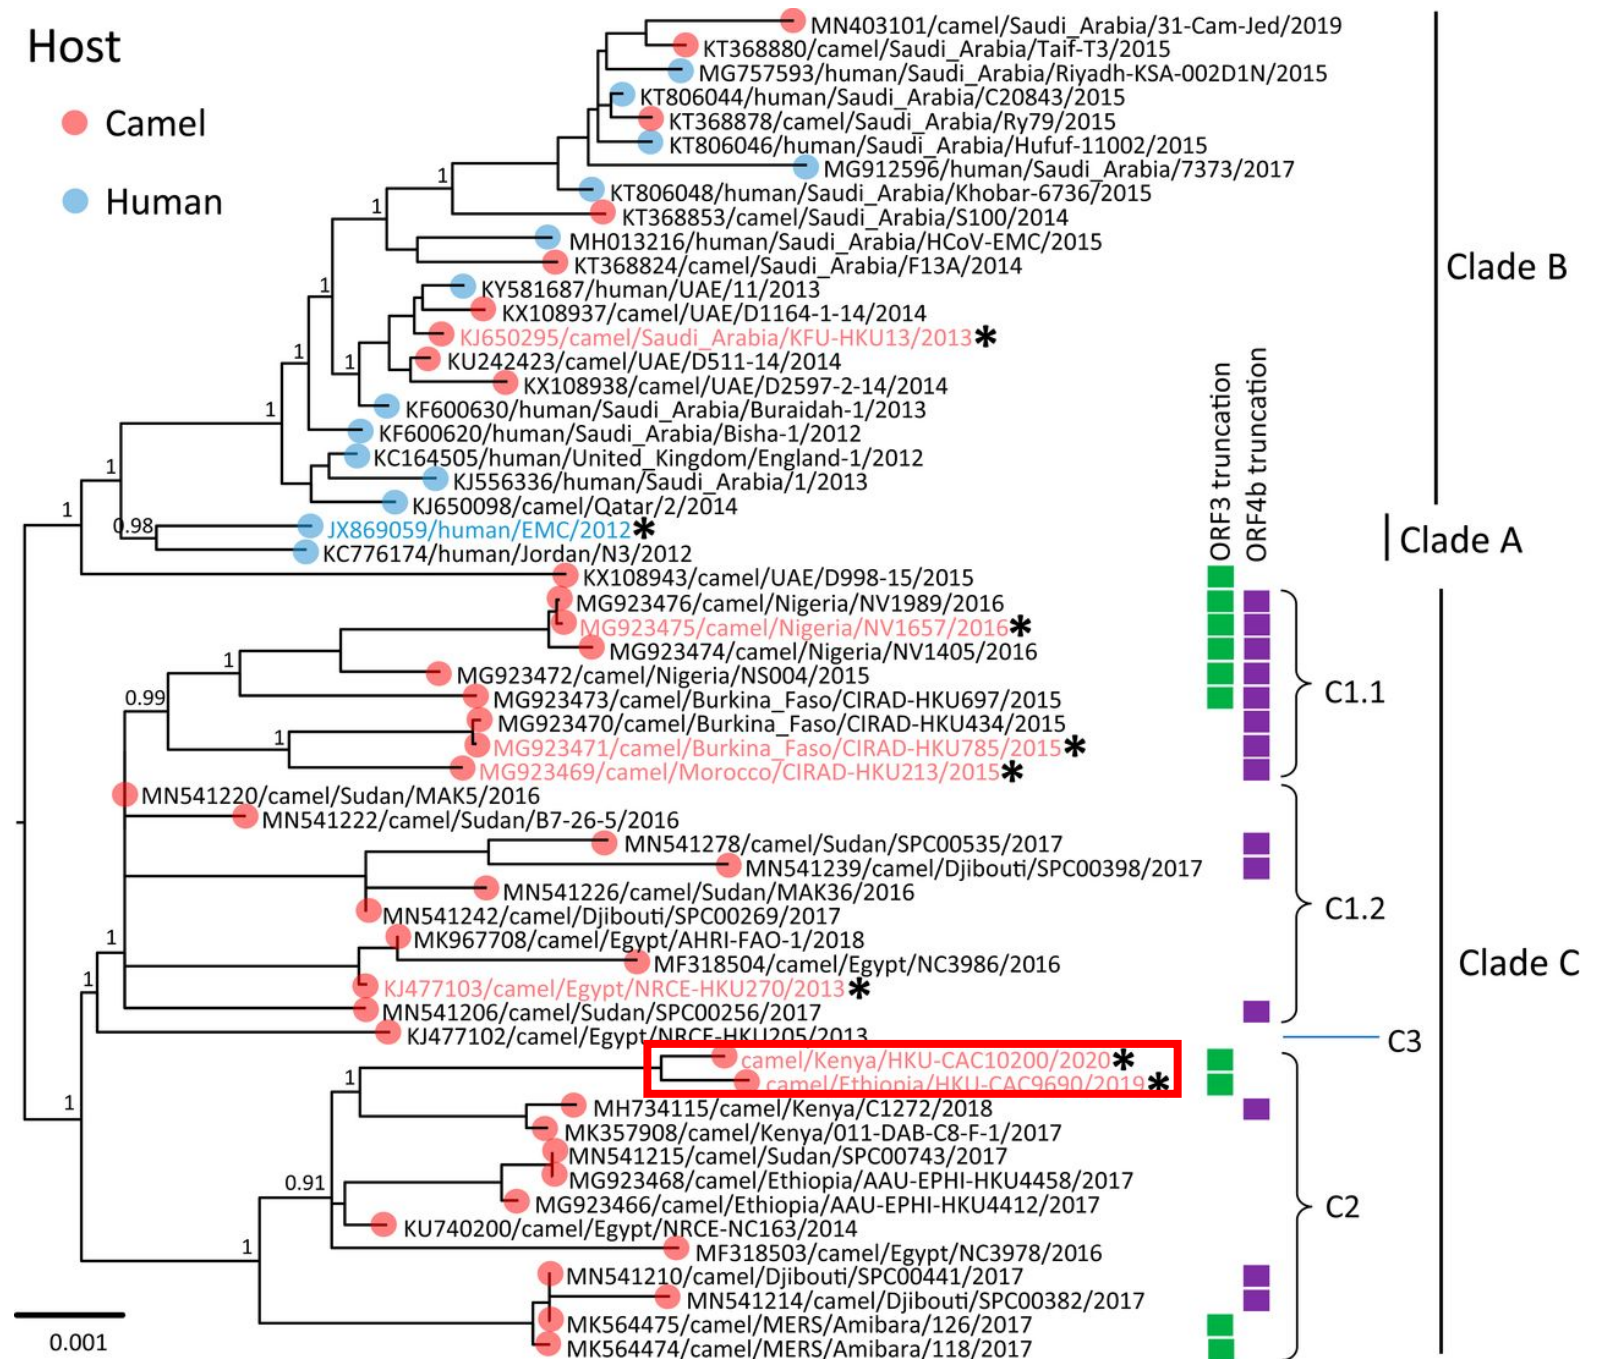 Host
Camel
Human
MN403101/camel/Saudi_Arabia/31-Cam-Jed/2019
KT368880/camel/Saudi_Arabia/Taif-T3/2015
MG757593/human/Saudi_Arabia/Riyadh-KSA-002D1N/2015
KT806044/human/Saudi_Arabia/C20843/2015
KT368878/camel/Saudi_Arabia/Ry79/2015
KT806046/human/Saudi_Arabia/Hufuf-11002/2015
MG912596/human/Saudi_Arabia/7373/2017
1
KT806048/human/Saudi_Arabia/Khobar-6736/2015
1
KT368853/camel/Saudi_Arabia/S100/2014
MH013216/human/Saudi_Arabia/HCoV-EMC/2015
KT368824/camel/Saudi_Arabia/F13A/2014
Clade B
1
KY581687/human/UAE/11/2013
KX108937/camel/UAE/D1164-1-14/2014
KJ650295/camel/Saudi_Arabia/KFU-HKU13/2013*
1
1
KU242423/camel/UAE/D511-14/2014
KX108938/camel/UAE/D2597-2-14/2014
1
KF600630/human/Saudi_Arabia/Buraidah-1/2013
KF600620/human/Saudi_Arabia/Bisha-1/2012
1
KC164505/human/United_Kingdom/England-1/2012
KJ556336/human/Saudi_Arabia/1/2013
1
KJ650098/camel/Qatar/2/2014
0.98
JX869059/human/EMC/2012*
KC776174/human/Jordan/N3/2012
Clade A
ORF3 truncation
ORF4b truncation
KX108943/camel/UAE/D998-15/2015
MG923476/camel/Nigeria/NV1989/2016
MG923475/camel/Nigeria/NV1657/2016*
MG923474/camel/Nigeria/NV1405/2016
1
MG923472/camel/Nigeria/NS004/2015
0.99
MG923473/camel/Burkina_Faso/CIRAD-HKU697/2015
C1.1
MG923470/camel/Burkina_Faso/CIRAD-HKU434/2015
1
MG923471/camel/Burkina_Faso/CIRAD-HKU785/2015*
MG923469/camel/Morocco/CIRAD-HKU213/2015*
MN541220/camel/Sudan/MAK5/2016
MN541222/camel/Sudan/B7-26-5/2016
MN541278/camel/Sudan/SPC00535/2017
MN541239/camel/Djibouti/SPC00398/2017
MN541226/camel/Sudan/MAK36/2016
MN541242/camel/Djibouti/SPC00269/2017
C1.2
1
MK967708/camel/Egypt/AHRI-FAO-1/2018
MF318504/camel/Egypt/NC3986/2016
Clade C
1
KJ477103/camel/Egypt/NRCE-HKU270/2013*
MN541206/camel/Sudan/SPC00256/2017
KJ477102/camel/Egypt/NRCE-HKU205/2013
C3
camel/Kenya/HKU-CAC10200/2020*
1
camel/Ethiopia/HKU-CAC9690/2019*
1
MH734115/camel/Kenya/C1272/2018
MK357908/camel/Kenya/011-DAB-C8-F-1/2017
MN541215/camel/Sudan/SPC00743/2017
0.91
MG923468/camel/Ethiopia/AAU-EPHI-HKU4458/2017
MG923466/camel/Ethiopia/AAU-EPHI-HKU4412/2017
C2
KU740200/camel/Egypt/NRCE-NC163/2014
1
MF318503/camel/Egypt/NC3978/2016
MN541210/camel/Djibouti/SPC00441/2017
MN541214/camel/Djibouti/SPC00382/2017
MK564475/camel/MERS/Amibara/126/2017
MK564474/camel/MERS/Amibara/118/2017
0.001